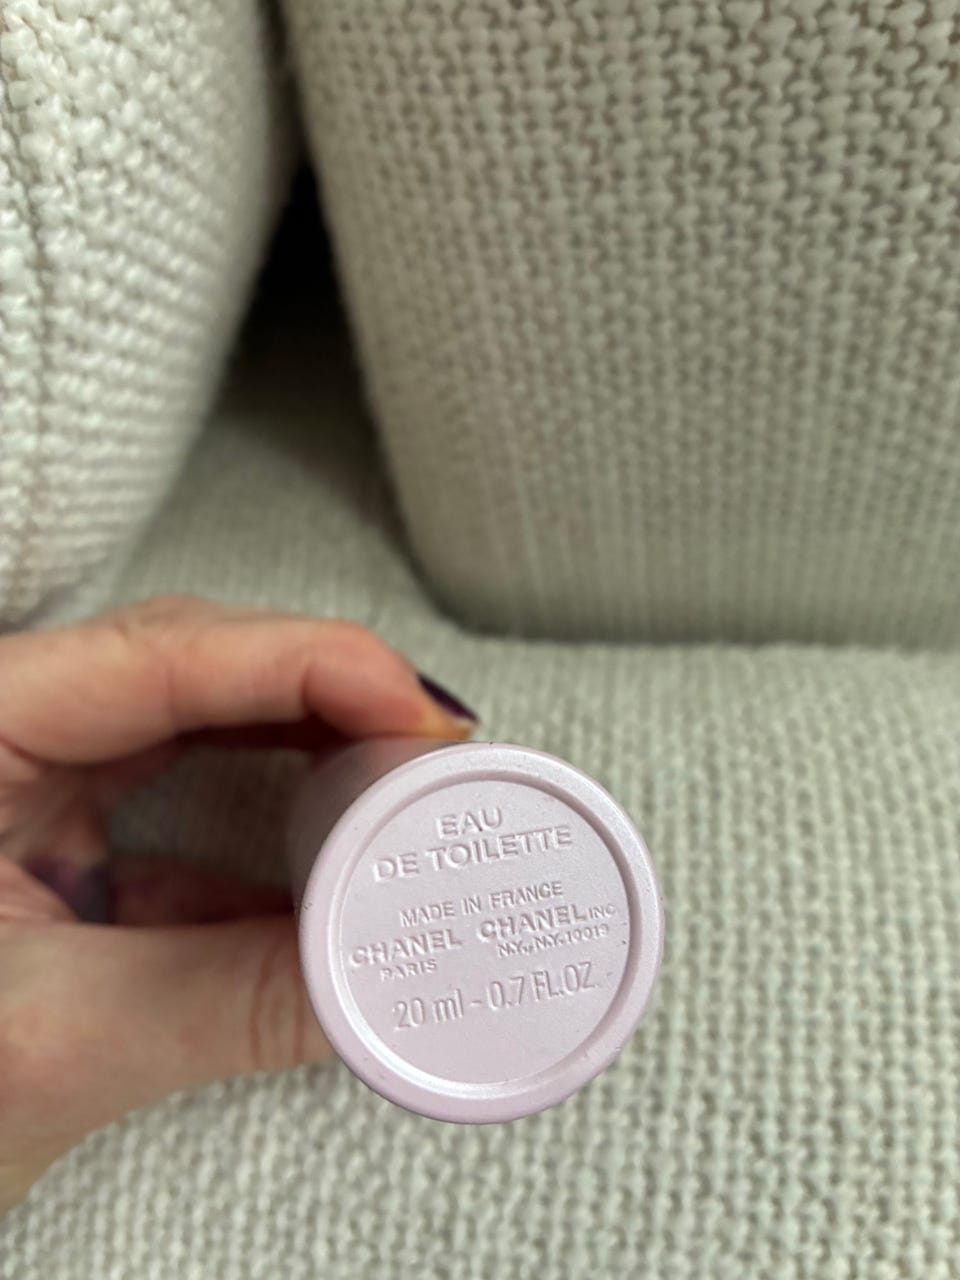 EAU
DE TOILETTE
MADE IN FRANCE
CHANEL CHANEL INC
PARIS N.Y., N.Y. 10019
20 ml - 0.7 FL.OZ.